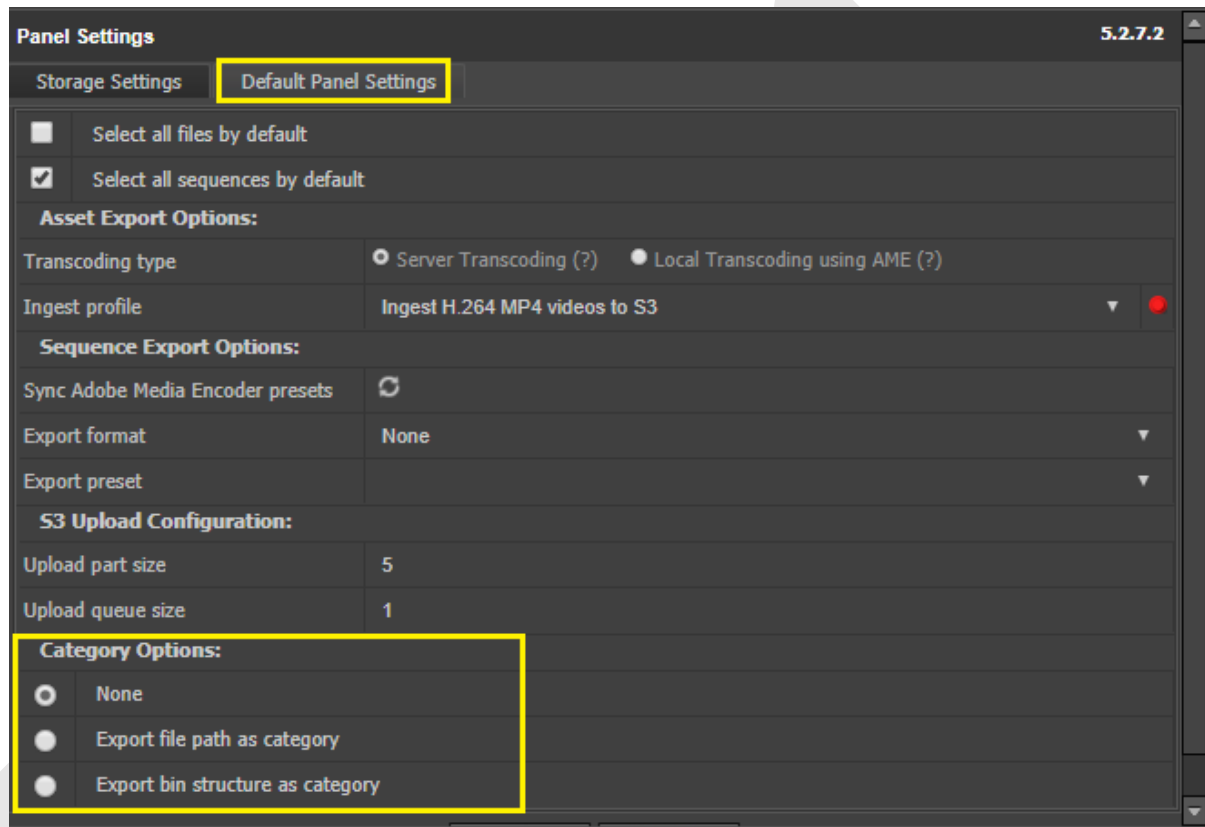 Panel Settings 5.2.7.2
Storage Settings Default Panel Settings
Select all files by default
Select all sequences by default
Asset Export Options:
Transcoding type Server Transcoding (?) Local Transcoding using AME (?)
Ingest profile Ingest H.264 MP4 videos to S3
Sequence Export Options:
Sync Adobe Media Encoder presets
Export format None
Export preset
S3 Upload Configuration:
Upload part size 5
Upload queue size 1
Category Options:
None
Export file path as category
Export bin structure as category